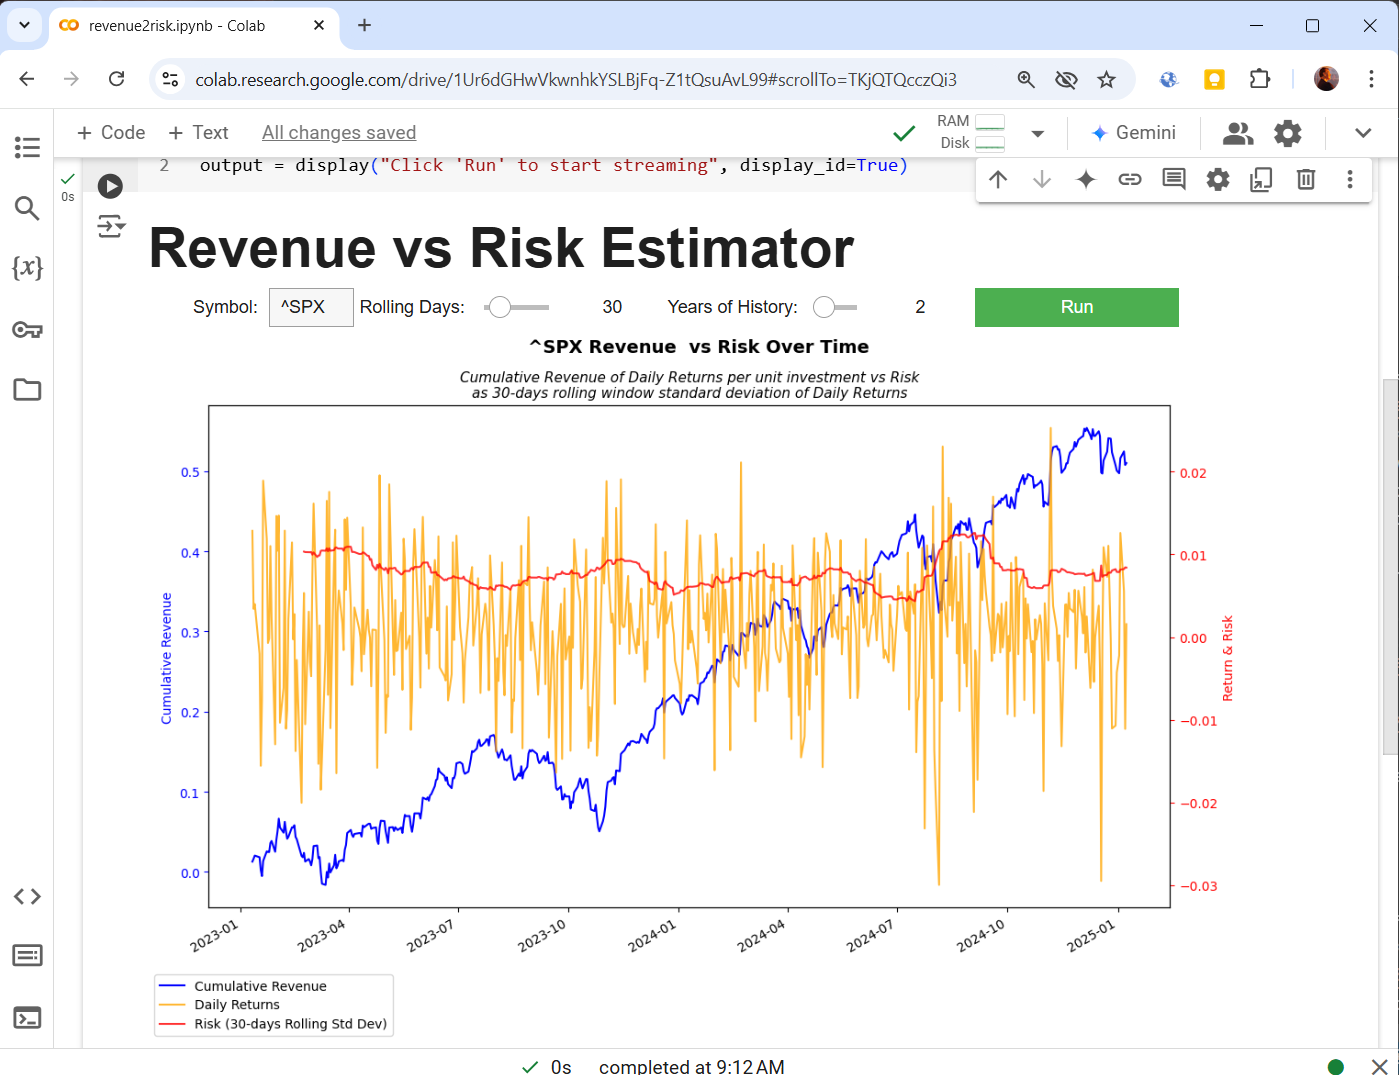 revenue2risk.ipynb - Colab
colab.research.google.com/drive/1Ur6dGHwVkwnhkYSLBjFq-Z1tQsuAvL99#scrollTo=TKjQTQcczQi3
+ Code + Text All changes saved RAM Disk Gemini
2 output = display("Click 'Run' to start streaming", display_id=True)
0s
{x}
Revenue vs Risk Estimator
Symbol: ^SPX Rolling Days: 30 Years of History: 2 Run
^SPX Revenue vs Risk Over Time
Cumulative Revenue of Daily Returns per unit investment vs Risk
as 30-days rolling window standard deviation of Daily Returns
Cumulative Revenue
0.5
0.4
0.3
0.2
0.1
0.0
0.02
0.01
0.00
−0.01
−0.02
−0.03
Return & Risk
2023-01 2023-04 2023-07 2023-10 2024-01 2024-04 2024-07 2024-10 2025-01
Cumulative Revenue
Daily Returns
Risk (30-days Rolling Std Dev)
0s completed at 9:12 AM